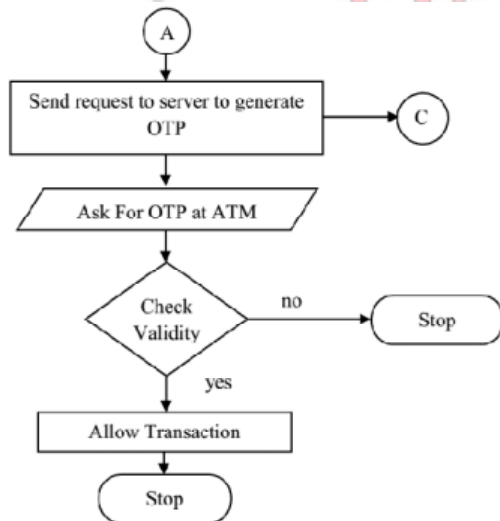 A
Send request to server to generate
OTP
C
Ask For OTP at ATM
Check
Validity
no
Stop
yes
Allow Transaction
Stop